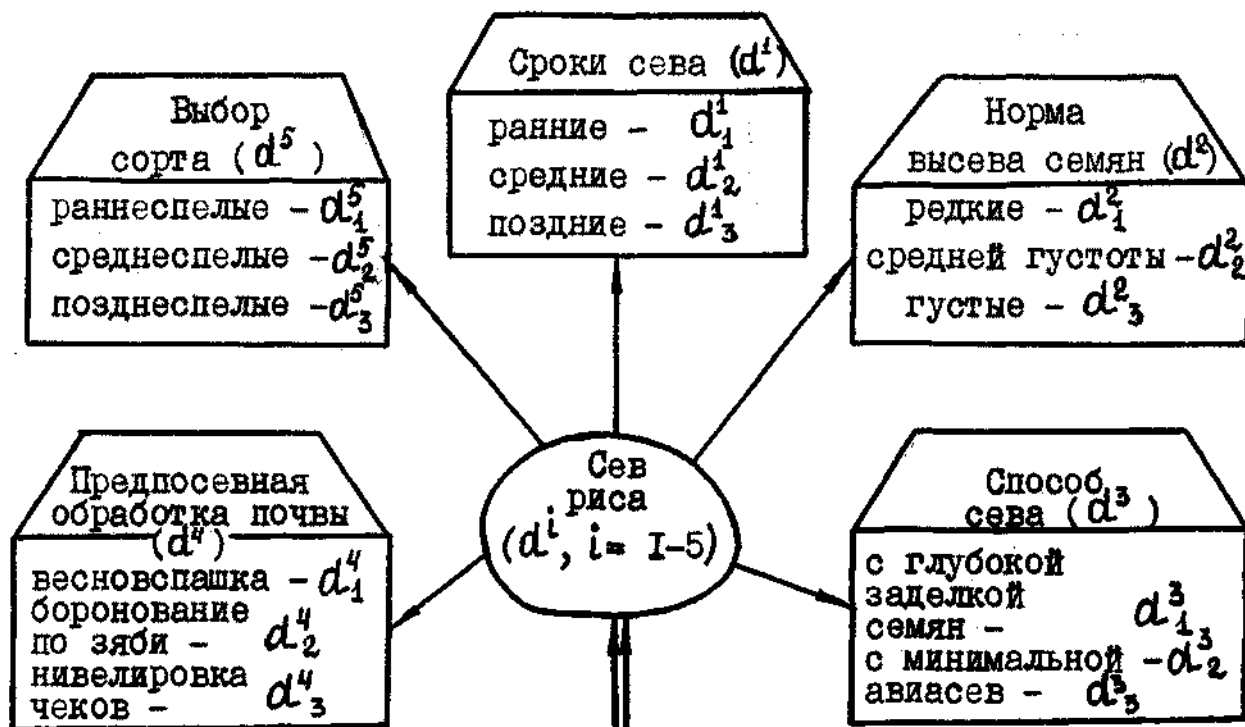 Сроки сева (d¹)
ранние – d¹₁
средние – d¹₂
поздние – d¹₃
Выбор
сорта (d⁵)
раннеспелые – d⁵₁
среднеспелые – d⁵₂
позднеспелые – d⁵₃
Норма
высева семян (d²)
редкие – d²₁
средней густоты – d²₂
густые – d²₃
Предпосевная
обработка почвы
(d⁴)
весновспашка – d⁴₁
боронование
по зяби – d⁴₂
нивелировка
чеков – d⁴₃
Сев
риса
(dⁱ, i = I–5)
Способ
сева (d³)
с глубокой
заделкой
семян – d³₁
с минимальной – d³₂
авиасев – d³₃